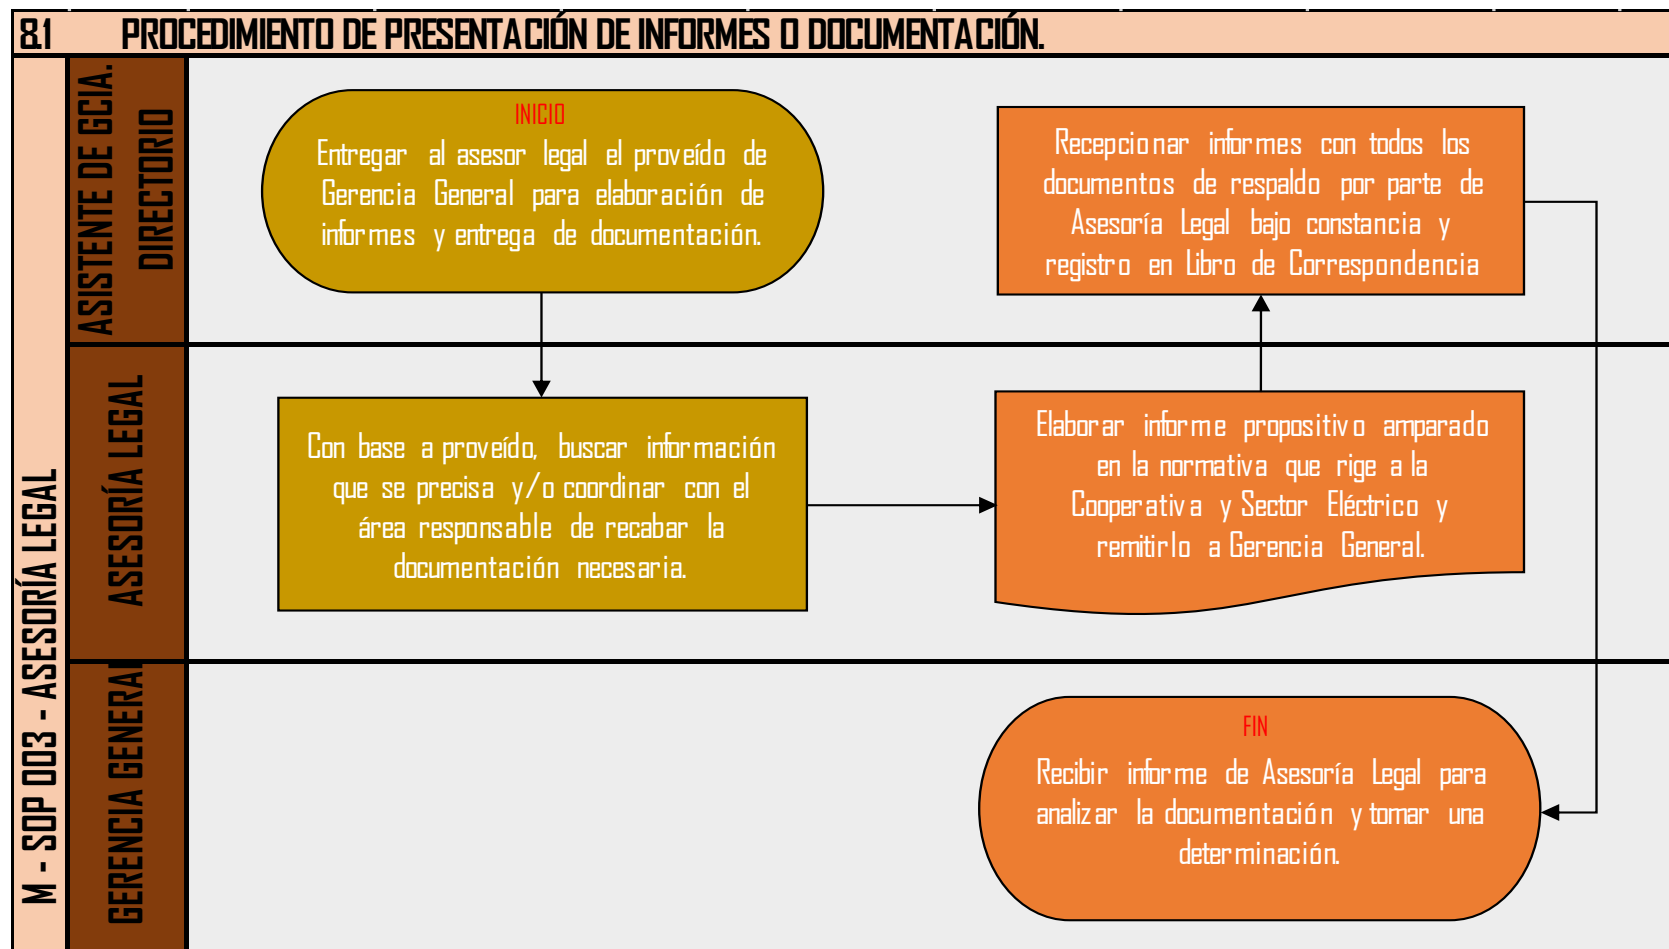 8.1 PROCEDIMIENTO DE PRESENTACIÓN DE INFORMES O DOCUMENTACIÓN.
M - SOP 003 - ASESORÍA LEGAL
ASISTENTE DE GCIA.
DIRECTORIO
INICIO
Entregar al asesor legal el proveído de
Gerencia General para elaboración de
informes y entrega de documentación.
Recepcionar informes con todos los
documentos de respaldo por parte de
Asesoría Legal bajo constancia y
registro en Libro de Correspondencia
ASESORÍA LEGAL
Con base a proveído, buscar información
que se precisa y/o coordinar con el
área responsable de recabar la
documentación necesaria.
Elaborar informe propositivo amparado
en la normativa que rige a la
Cooperativa y Sector Eléctrico y
remitirlo a Gerencia General.
GERENCIA GENERAL
FIN
Recibir informe de Asesoría Legal para
analizar la documentación y tomar una
determinación.